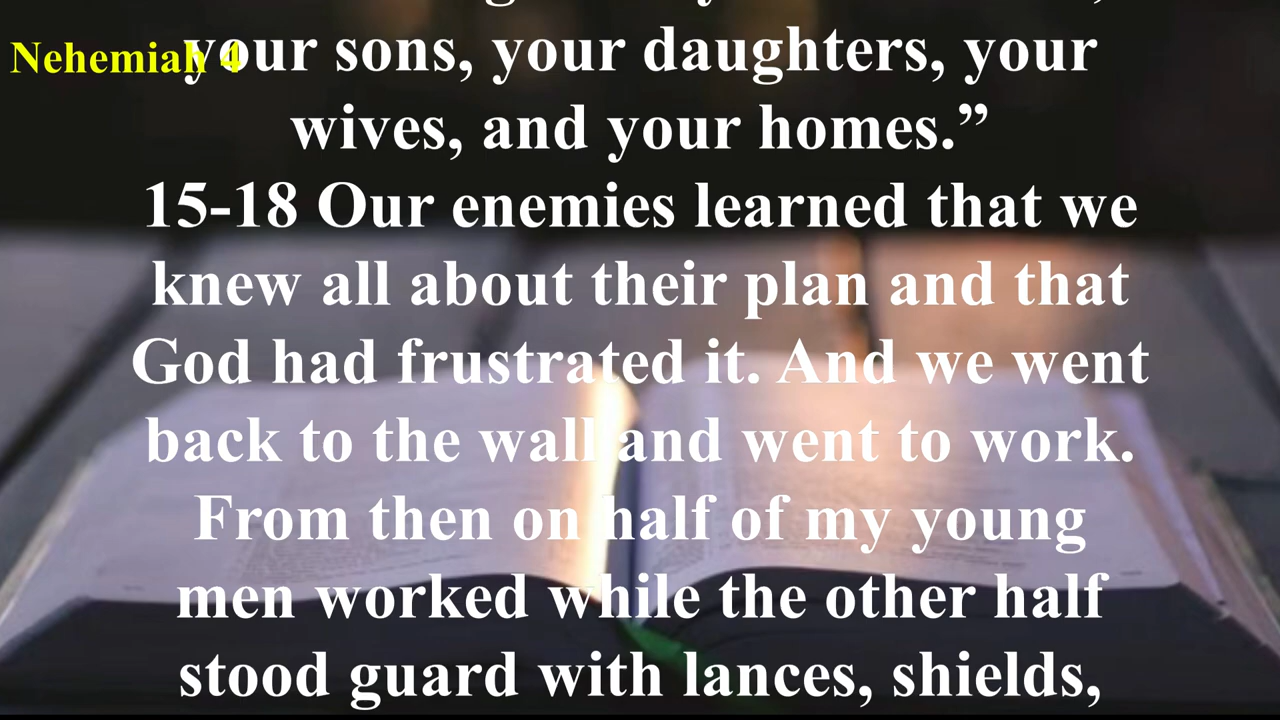 Nehemiah 4
your sons, your daughters, your
wives, and your homes.”
15-18 Our enemies learned that we
knew all about their plan and that
God had frustrated it. And we went
back to the wall and went to work.
From then on half of my young
men worked while the other half
stood guard with lances, shields,